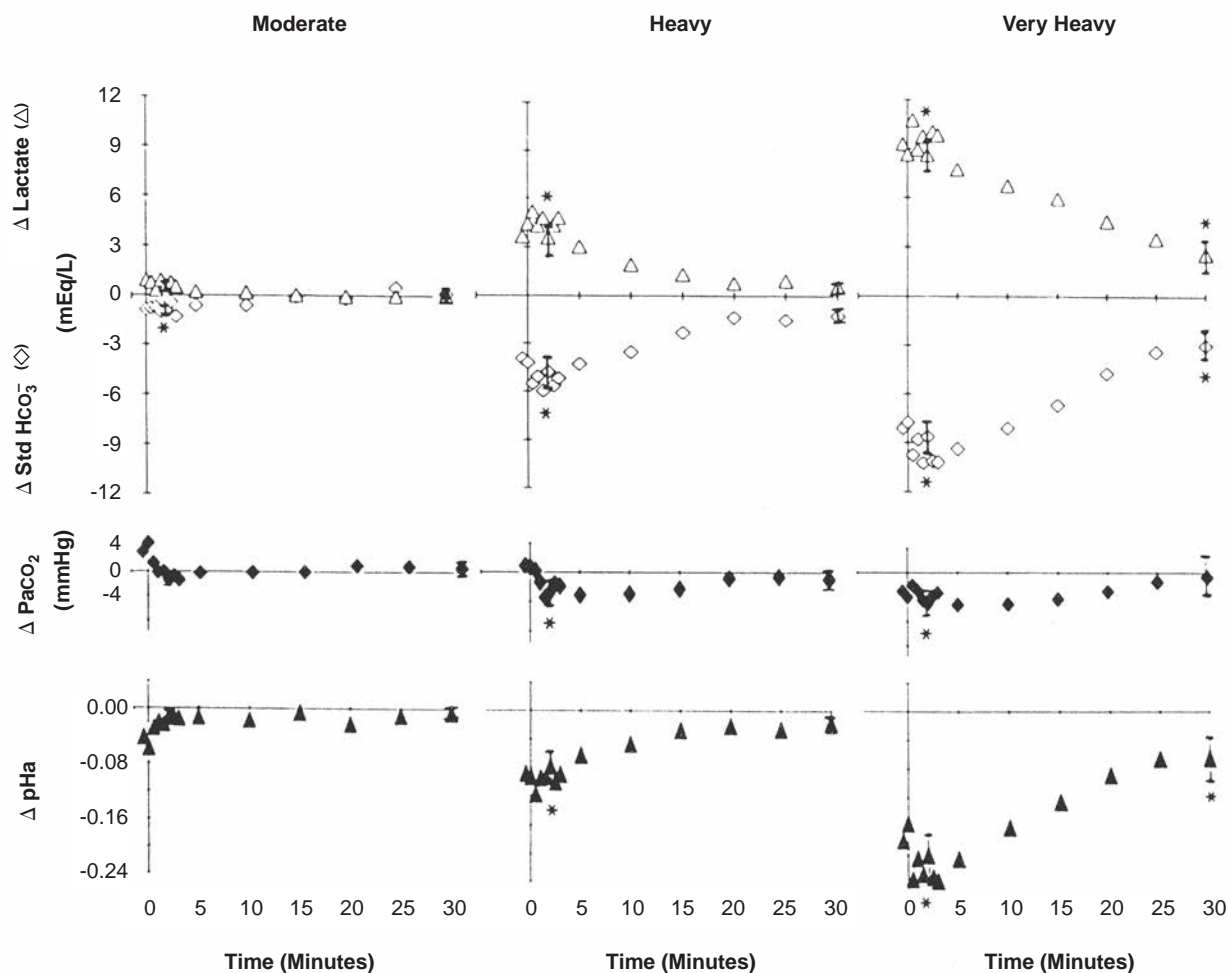 Moderate
Heavy
Very Heavy
Δ Lactate (△)
Δ Std HCO3− (◇)
(mEq/L)
12
9
6
3
0
-3
-6
-9
-12
Δ PaCO2
(mmHg)
4
0
-4
Δ pHa
0.00
-0.08
-0.16
-0.24
0 5 10 15 20 25 30
0 5 10 15 20 25 30
0 5 10 15 20 25 30
Time (Minutes)
Time (Minutes)
Time (Minutes)